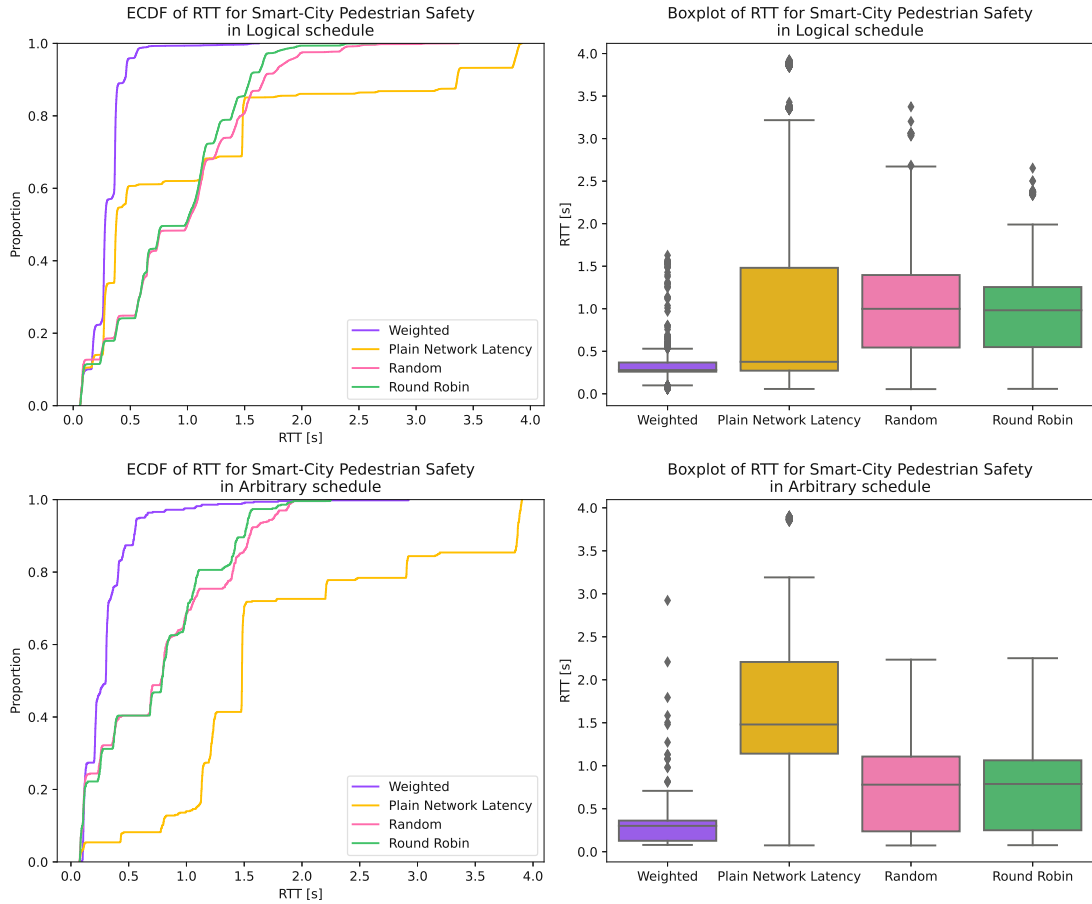 ECDF of RTT for Smart-City Pedestrian Safety
in Logical schedule
1.0
0.8
0.6
0.4
0.2
0.0
Proportion
0.0 0.5 1.0 1.5 2.0 2.5 3.0 3.5 4.0
RTT [s]
Weighted
Plain Network Latency
Random
Round Robin
Boxplot of RTT for Smart-City Pedestrian Safety
in Logical schedule
4.0
3.5
3.0
2.5
2.0
1.5
1.0
0.5
0.0
RTT [s]
Weighted Plain Network Latency Random Round Robin
ECDF of RTT for Smart-City Pedestrian Safety
in Arbitrary schedule
1.0
0.8
0.6
0.4
0.2
0.0
Proportion
0.0 0.5 1.0 1.5 2.0 2.5 3.0 3.5 4.0
RTT [s]
Weighted
Plain Network Latency
Random
Round Robin
Boxplot of RTT for Smart-City Pedestrian Safety
in Arbitrary schedule
4.0
3.5
3.0
2.5
2.0
1.5
1.0
0.5
0.0
RTT [s]
Weighted Plain Network Latency Random Round Robin